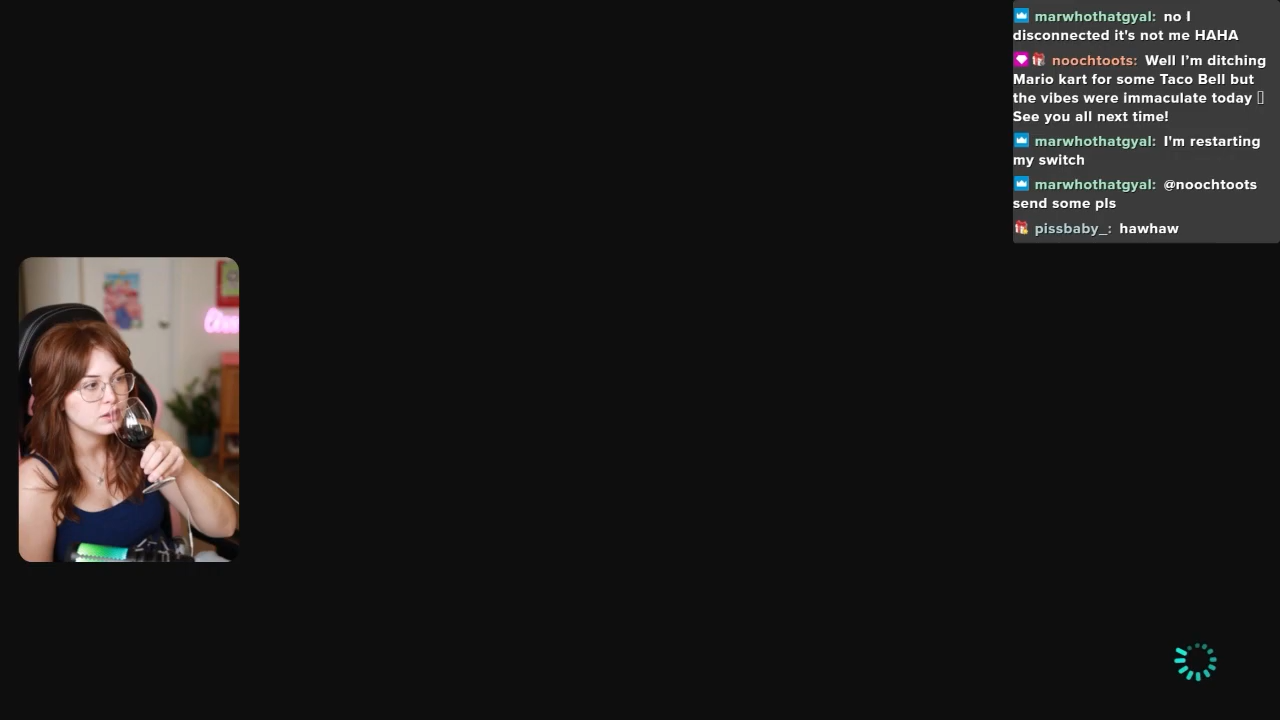 marwhothatgyal: no I
disconnected it's not me HAHA
noochtoots: Well I’m ditching
Mario kart for some Taco Bell but
the vibes were immaculate today
See you all next time!
marwhothatgyal: I'm restarting
my switch
marwhothatgyal: @noochtoots
send some pls
pissbaby_: hawhaw